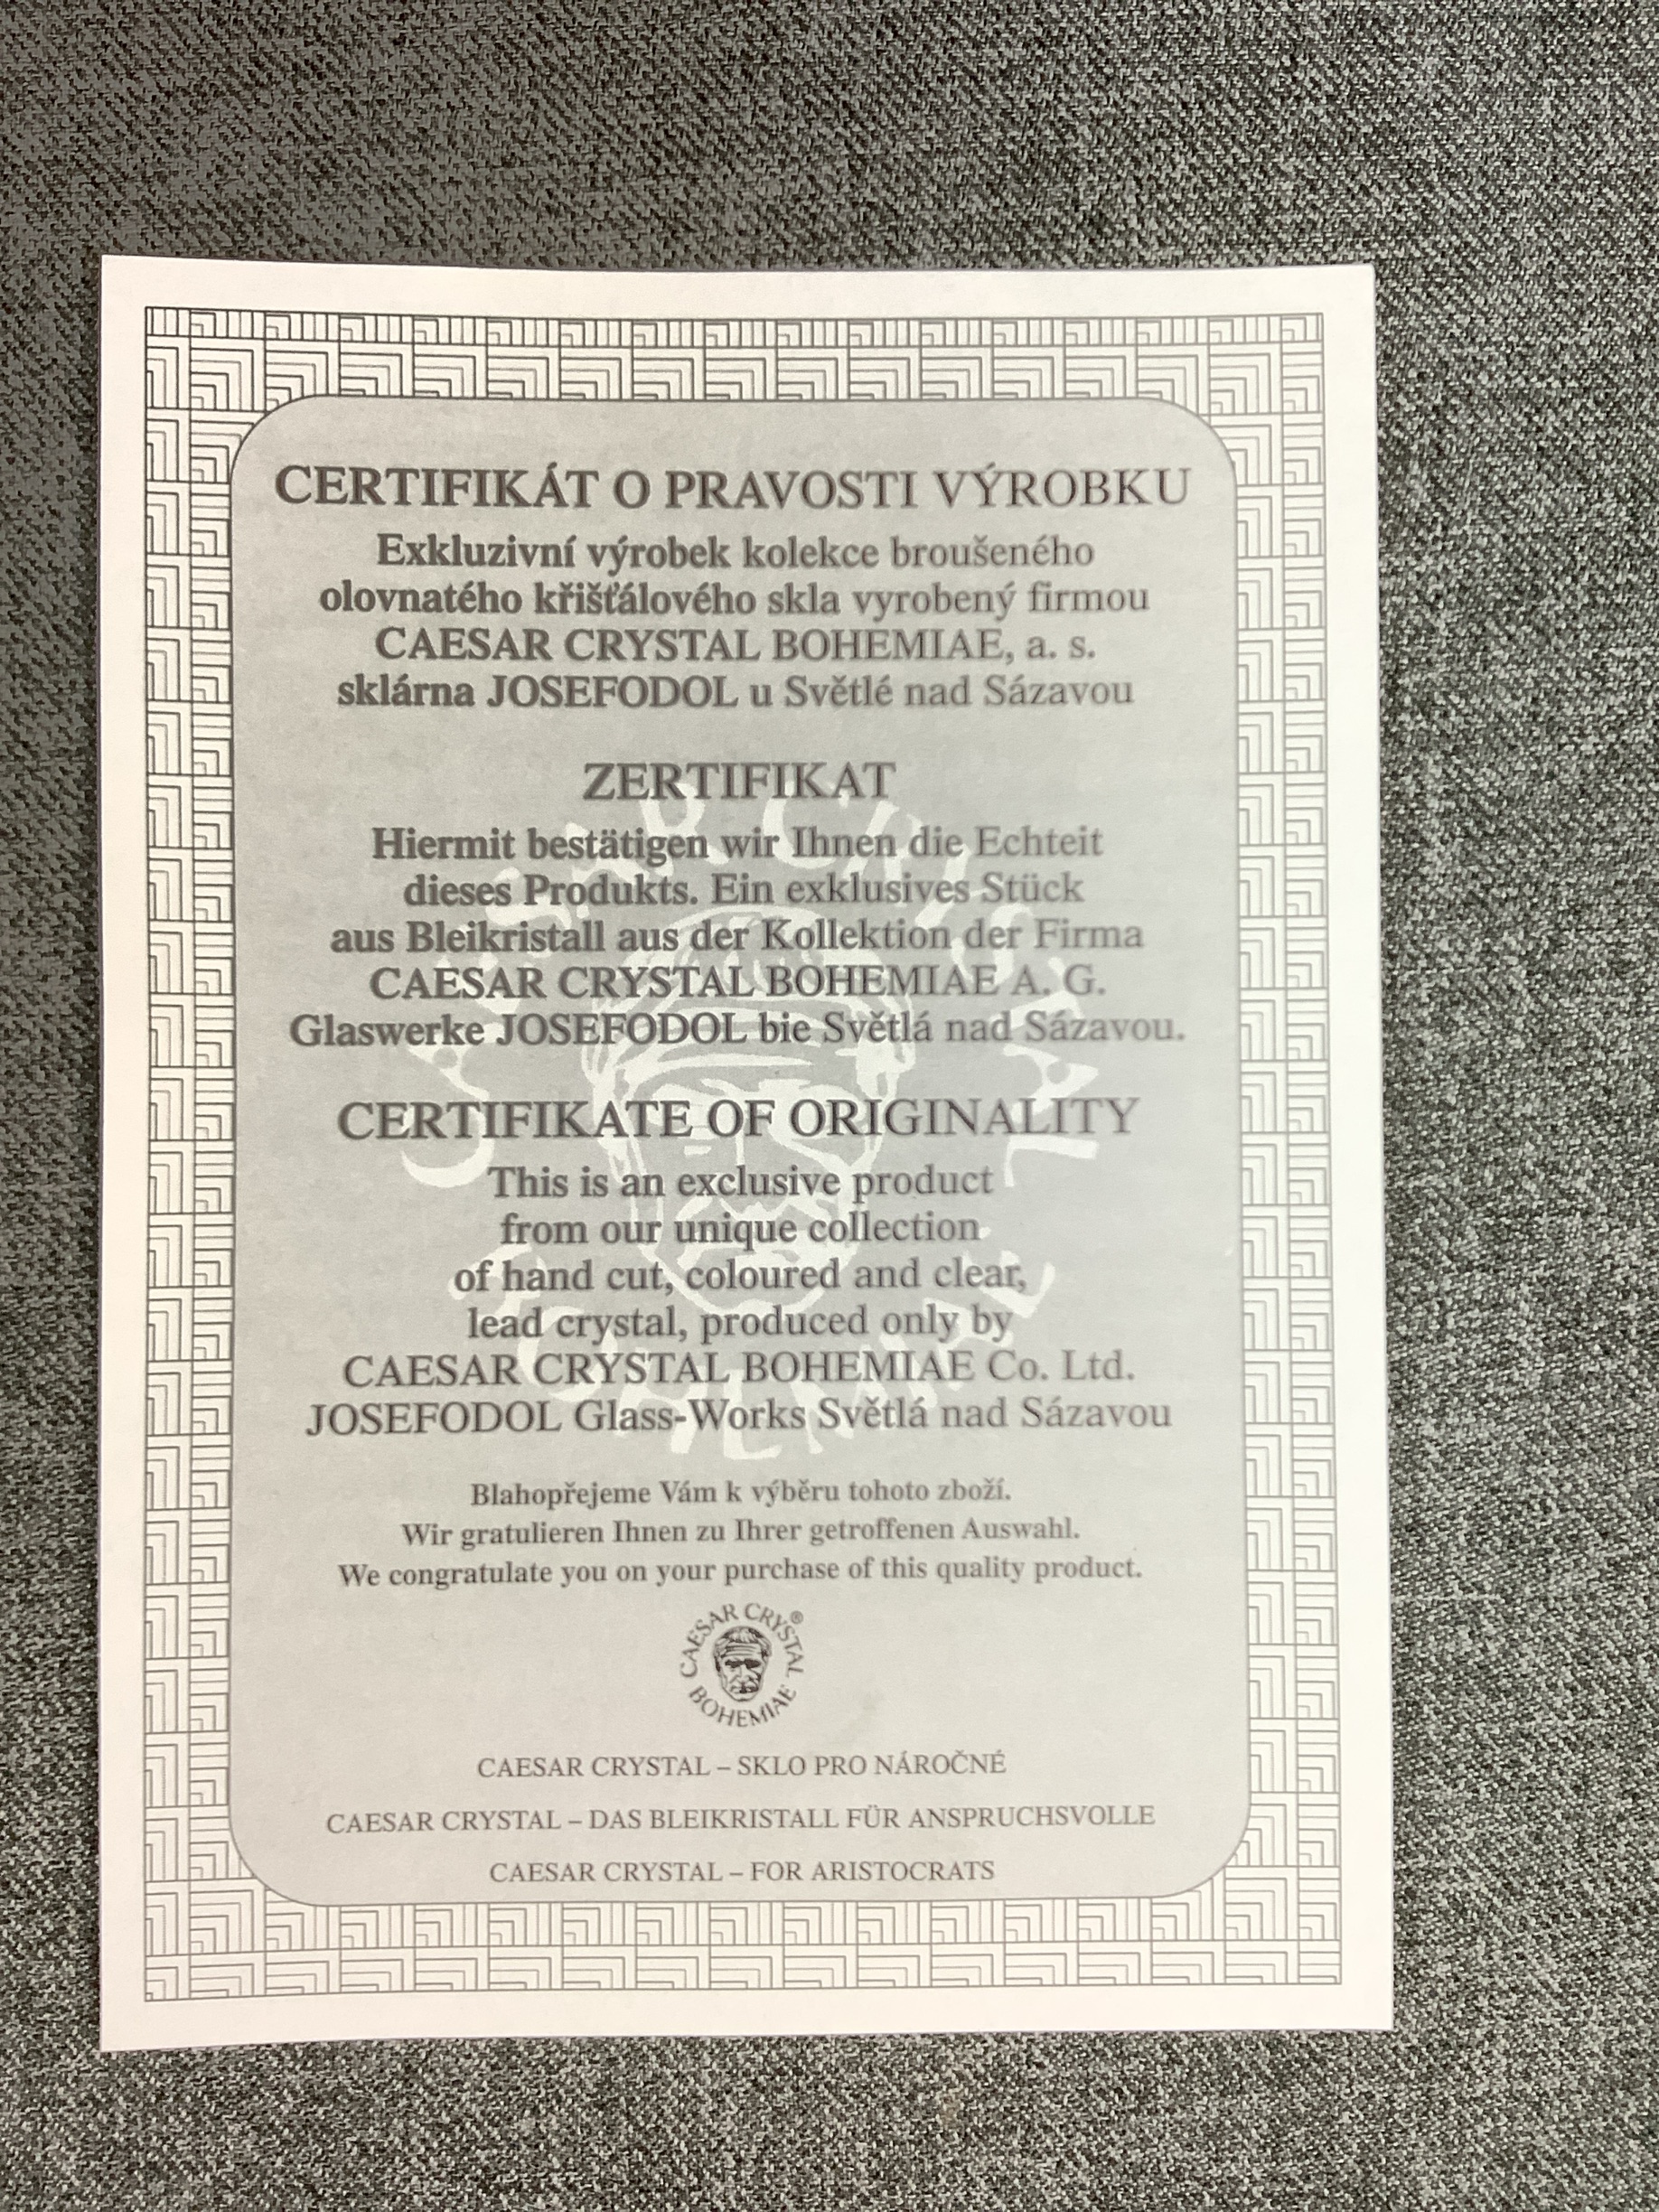 CERTIFIKÁT O PRAVOSTI VÝROBKU
Exkluzivní výrobek kolekce broušeného
olovnatého křišťálového skla vyrobený firmou
CAESAR CRYSTAL BOHEMIAE, a. s.
sklárna JOSEFODOL u Světlé nad Sázavou
ZERTIFIKAT
Hiermit bestätigen wir Ihnen die Echteit
dieses Produkts. Ein exklusives Stück
aus Bleikristall aus der Kollektion der Firma
CAESAR CRYSTAL BOHEMIAE A. G.
Glaswerke JOSEFODOL bie Světlá nad Sázavou.
CERTIFIKATE OF ORIGINALITY
This is an exclusive product
from our unique collection
of hand cut, coloured and clear,
lead crystal, produced only by
CAESAR CRYSTAL BOHEMIAE Co. Ltd.
JOSEFODOL Glass-Works Světlá nad Sázavou
CAESAR CRYSTAL
BOHEMIAE
Blahopřejeme Vám k výběru tohoto zboží.
Wir gratulieren Ihnen zu Ihrer getroffenen Auswahl.
We congratulate you on your purchase of this quality product.
CAESAR CRYSTAL®
BOHEMIAE
CAESAR CRYSTAL – SKLO PRO NÁROČNÉ
CAESAR CRYSTAL – DAS BLEIKRISTALL FÜR ANSPRUCHSVOLLE
CAESAR CRYSTAL – FOR ARISTOCRATS